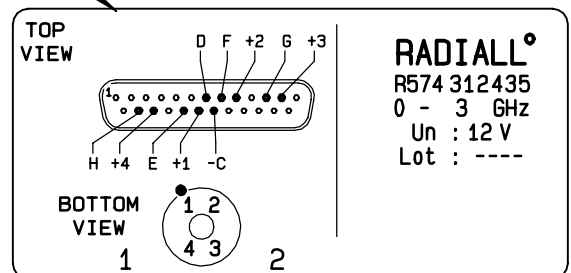 TOP
VIEW
D F +2 G +3
1
H +4 E +1 -C
BOTTOM
VIEW
1 2
4 3
1 2
RADIALL°
R574 312435
0 - 3 GHz
Un : 12 V
Lot : ----